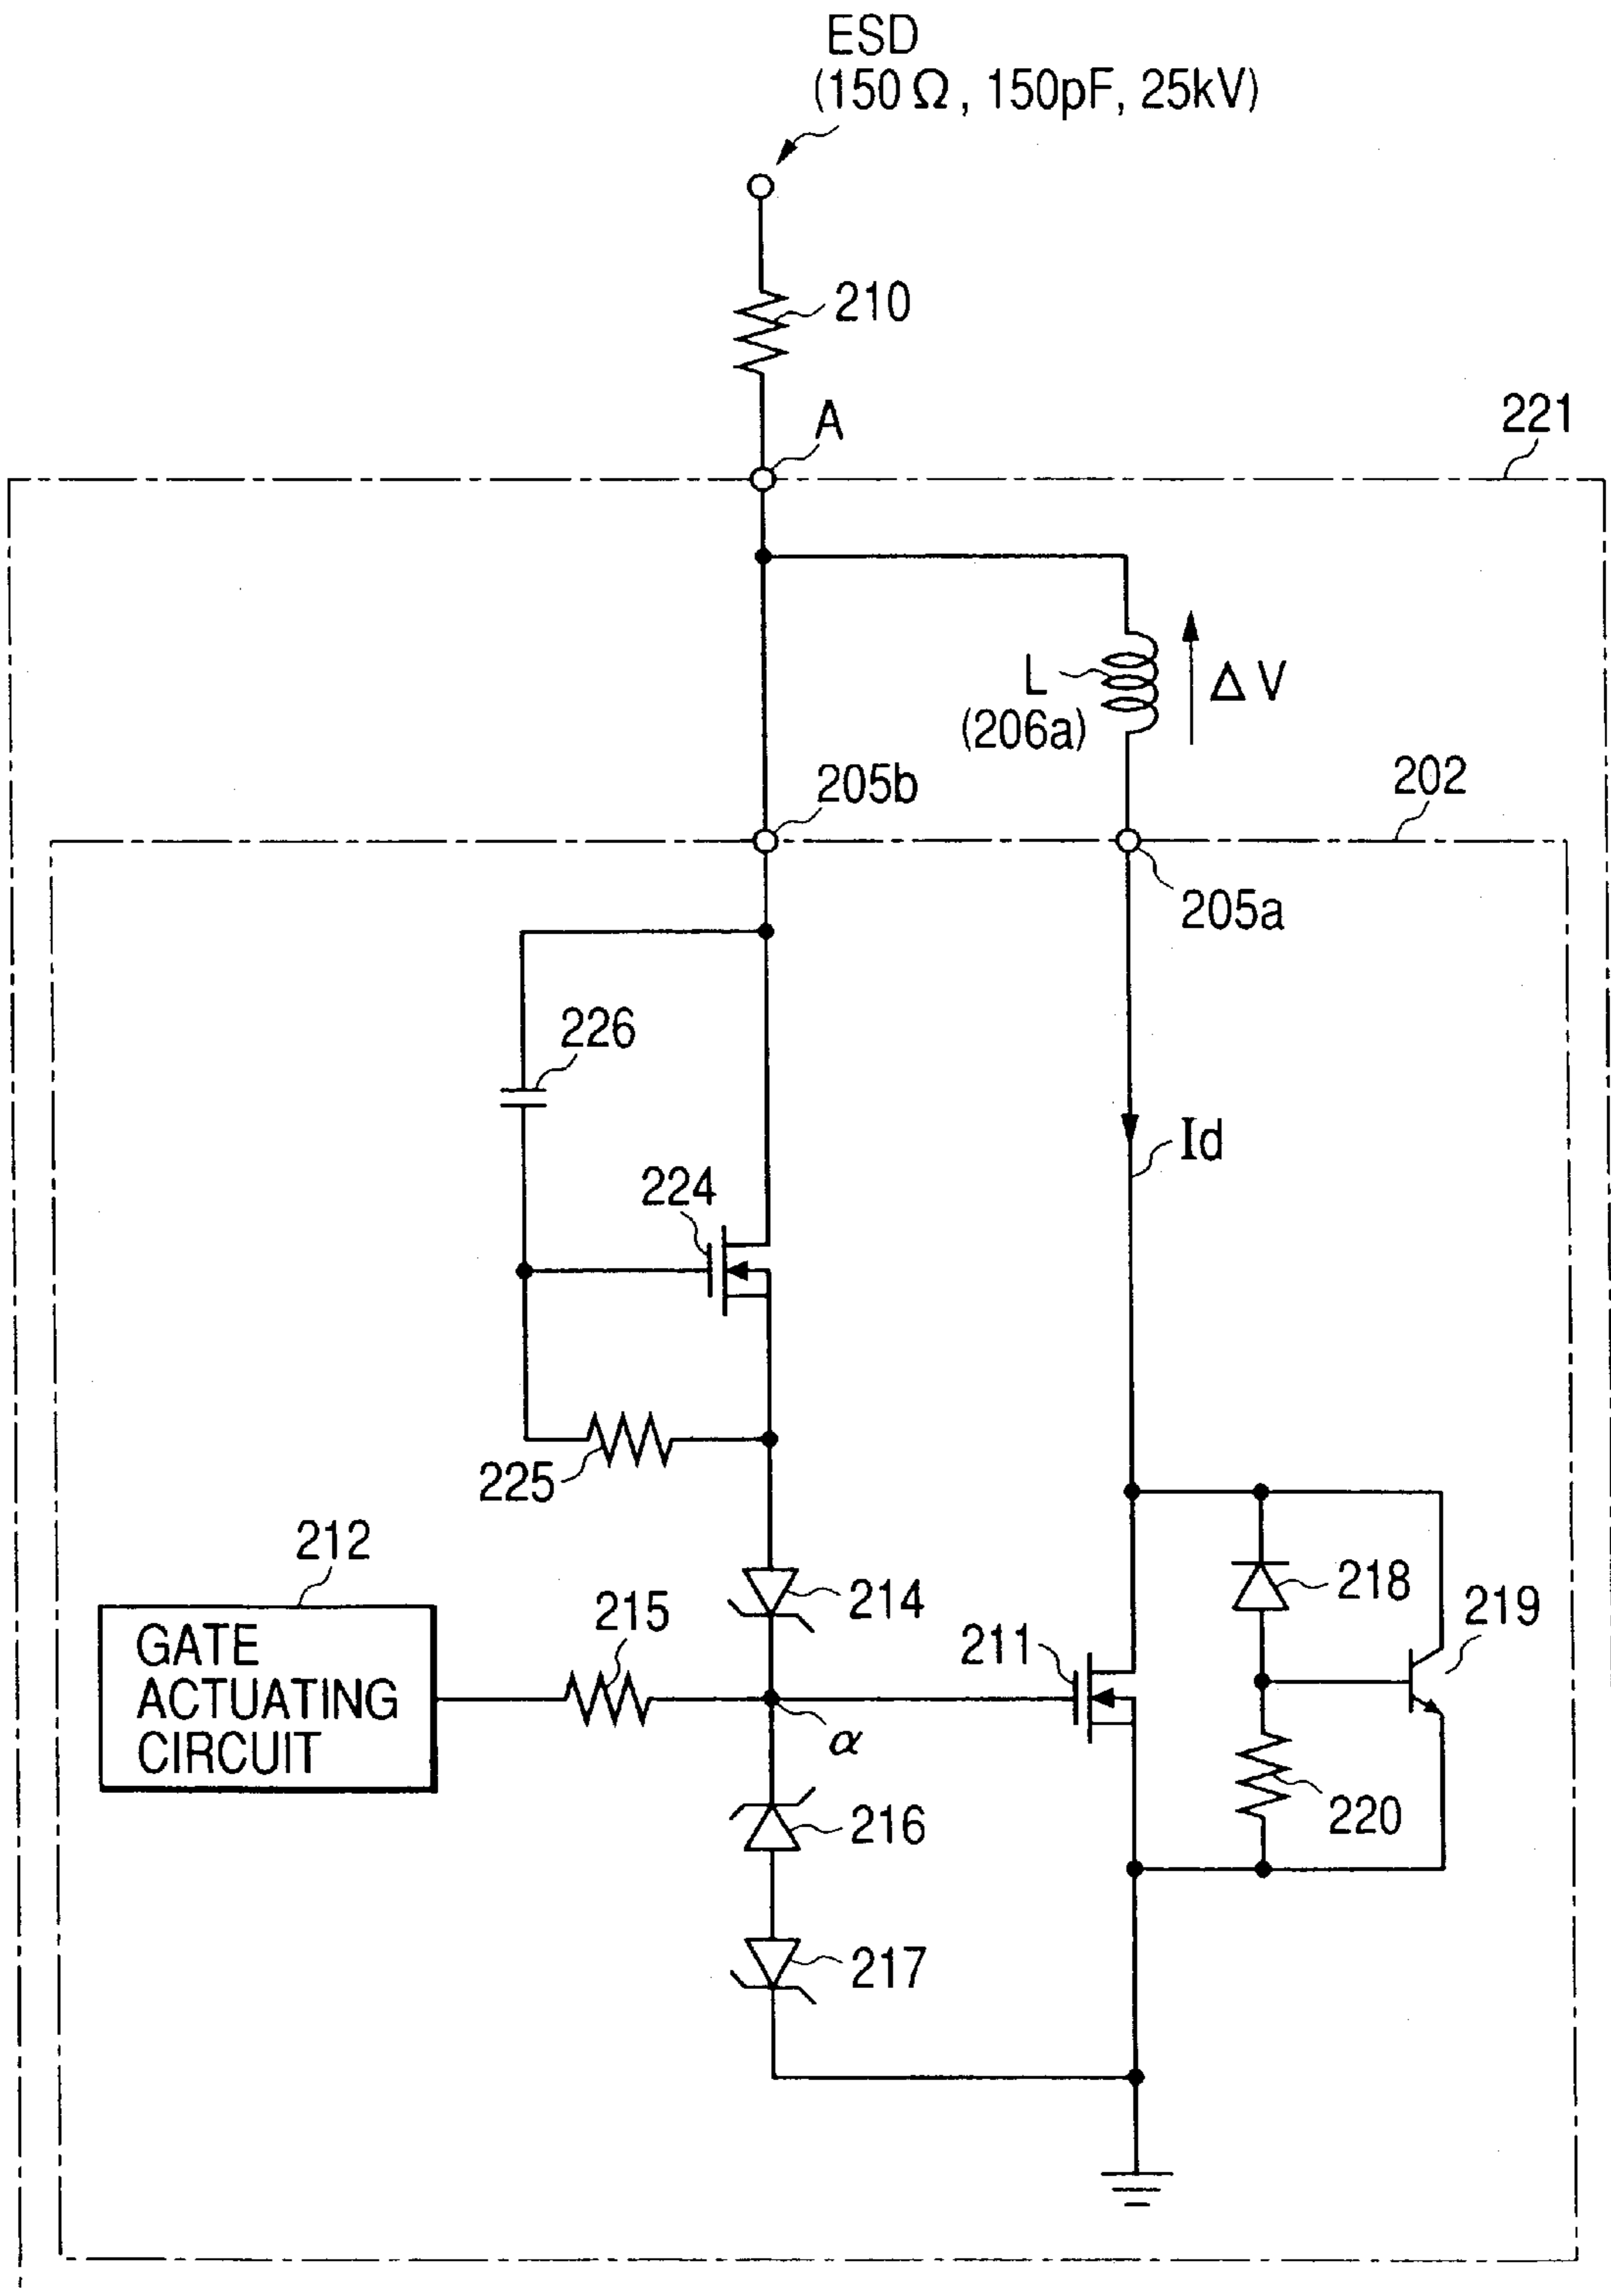 ESD
(150 Ω, 150pF, 25kV)
210
A
221
L
(206a)
Δ V
205b
202
205a
226
Id
224
225
212
214
218
215
219
211
GATE
ACTUATING
CIRCUIT
α
216
220
217